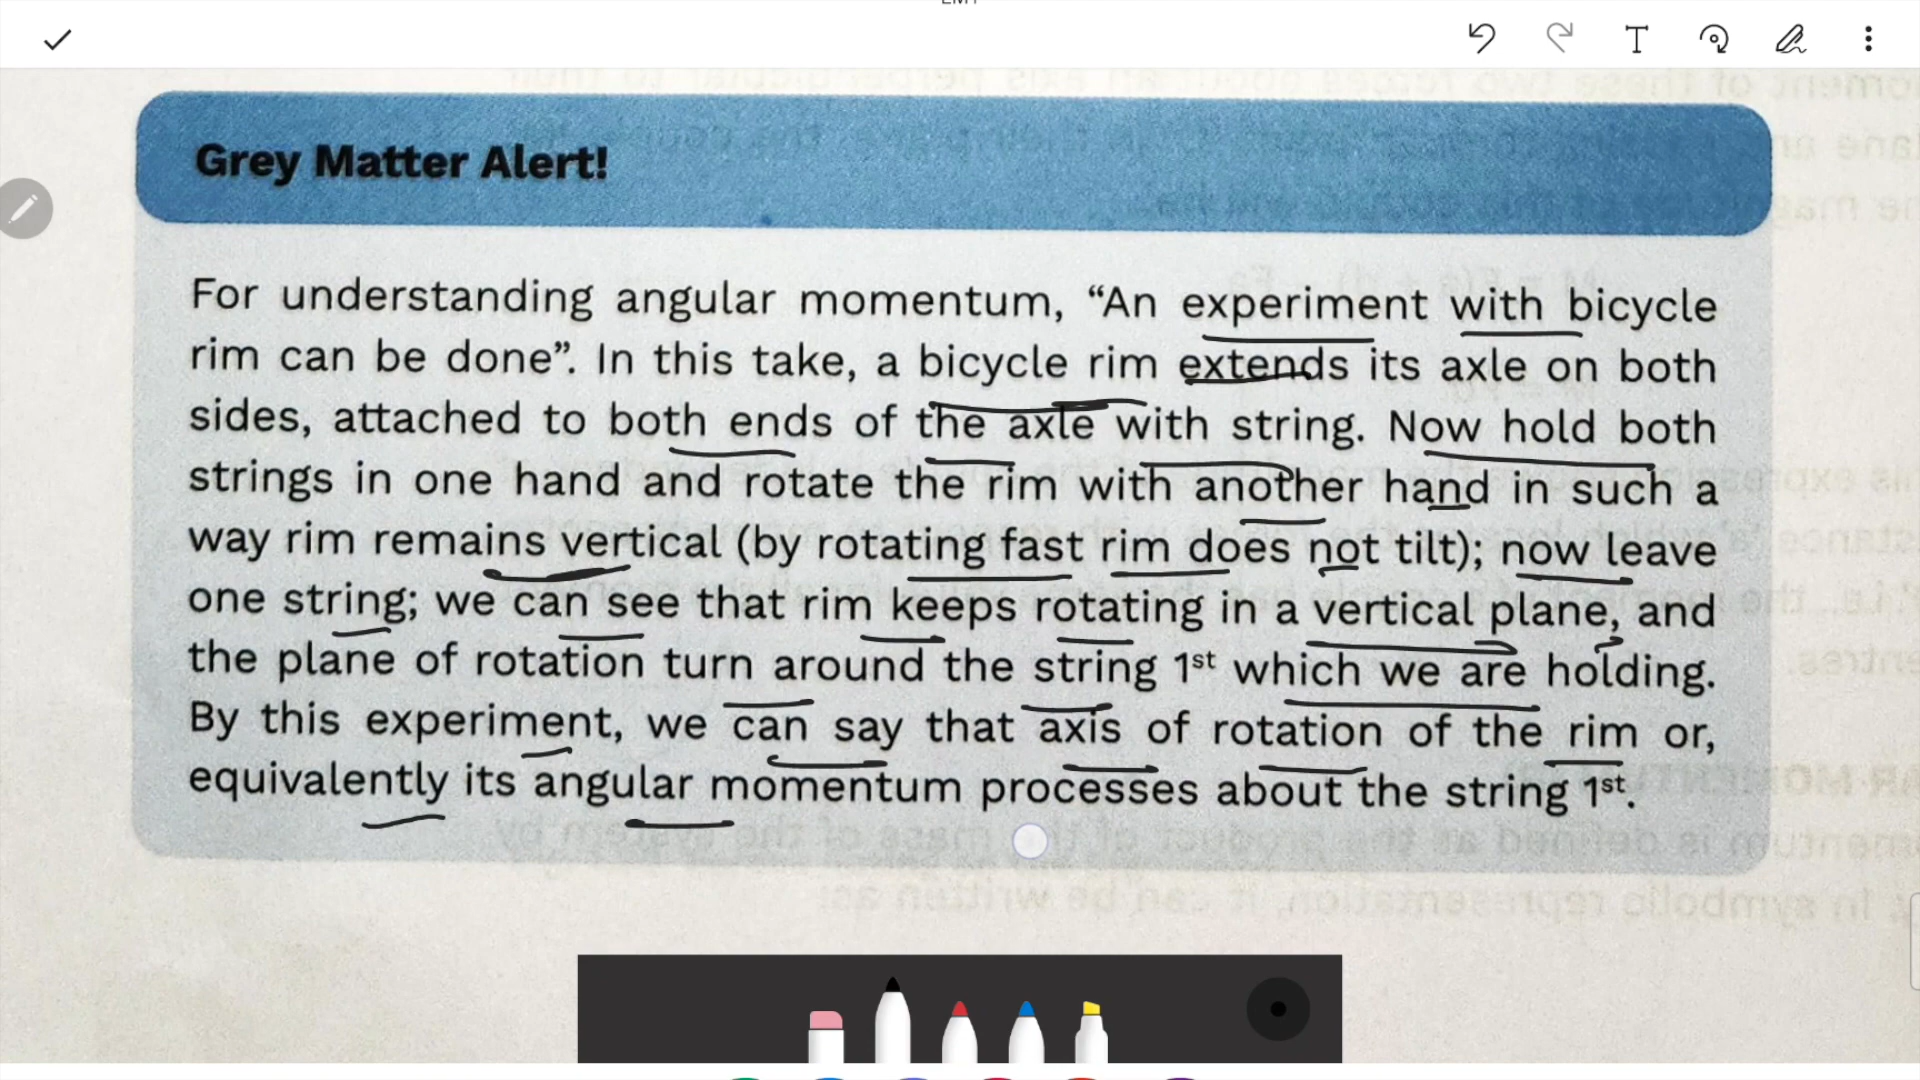 Grey Matter Alert!
For understanding angular momentum, “An experiment with bicycle
rim can be done”. In this take, a bicycle rim extends its axle on both
sides, attached to both ends of the axle with string. Now hold both
strings in one hand and rotate the rim with another hand in such a
way rim remains vertical (by rotating fast rim does not tilt); now leave
one string; we can see that rim keeps rotating in a vertical plane, and
the plane of rotation turn around the string 1st which we are holding.
By this experiment, we can say that axis of rotation of the rim or,
equivalently its angular momentum processes about the string 1st.